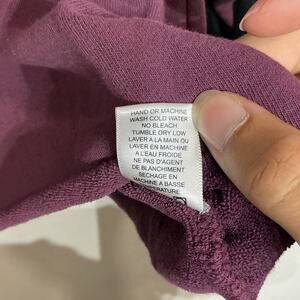 HAND OR MACHINE
WASH COLD WATER
NO BLEACH
TUMBLE DRY LOW
LAVER A LA MAIN OU
LAVER EN MACHINE
A L'EAU FROIDE
NE PAS D'AGENT
DE BLANCHIMENT
SECHAGE EN
MACHINE A BASSE